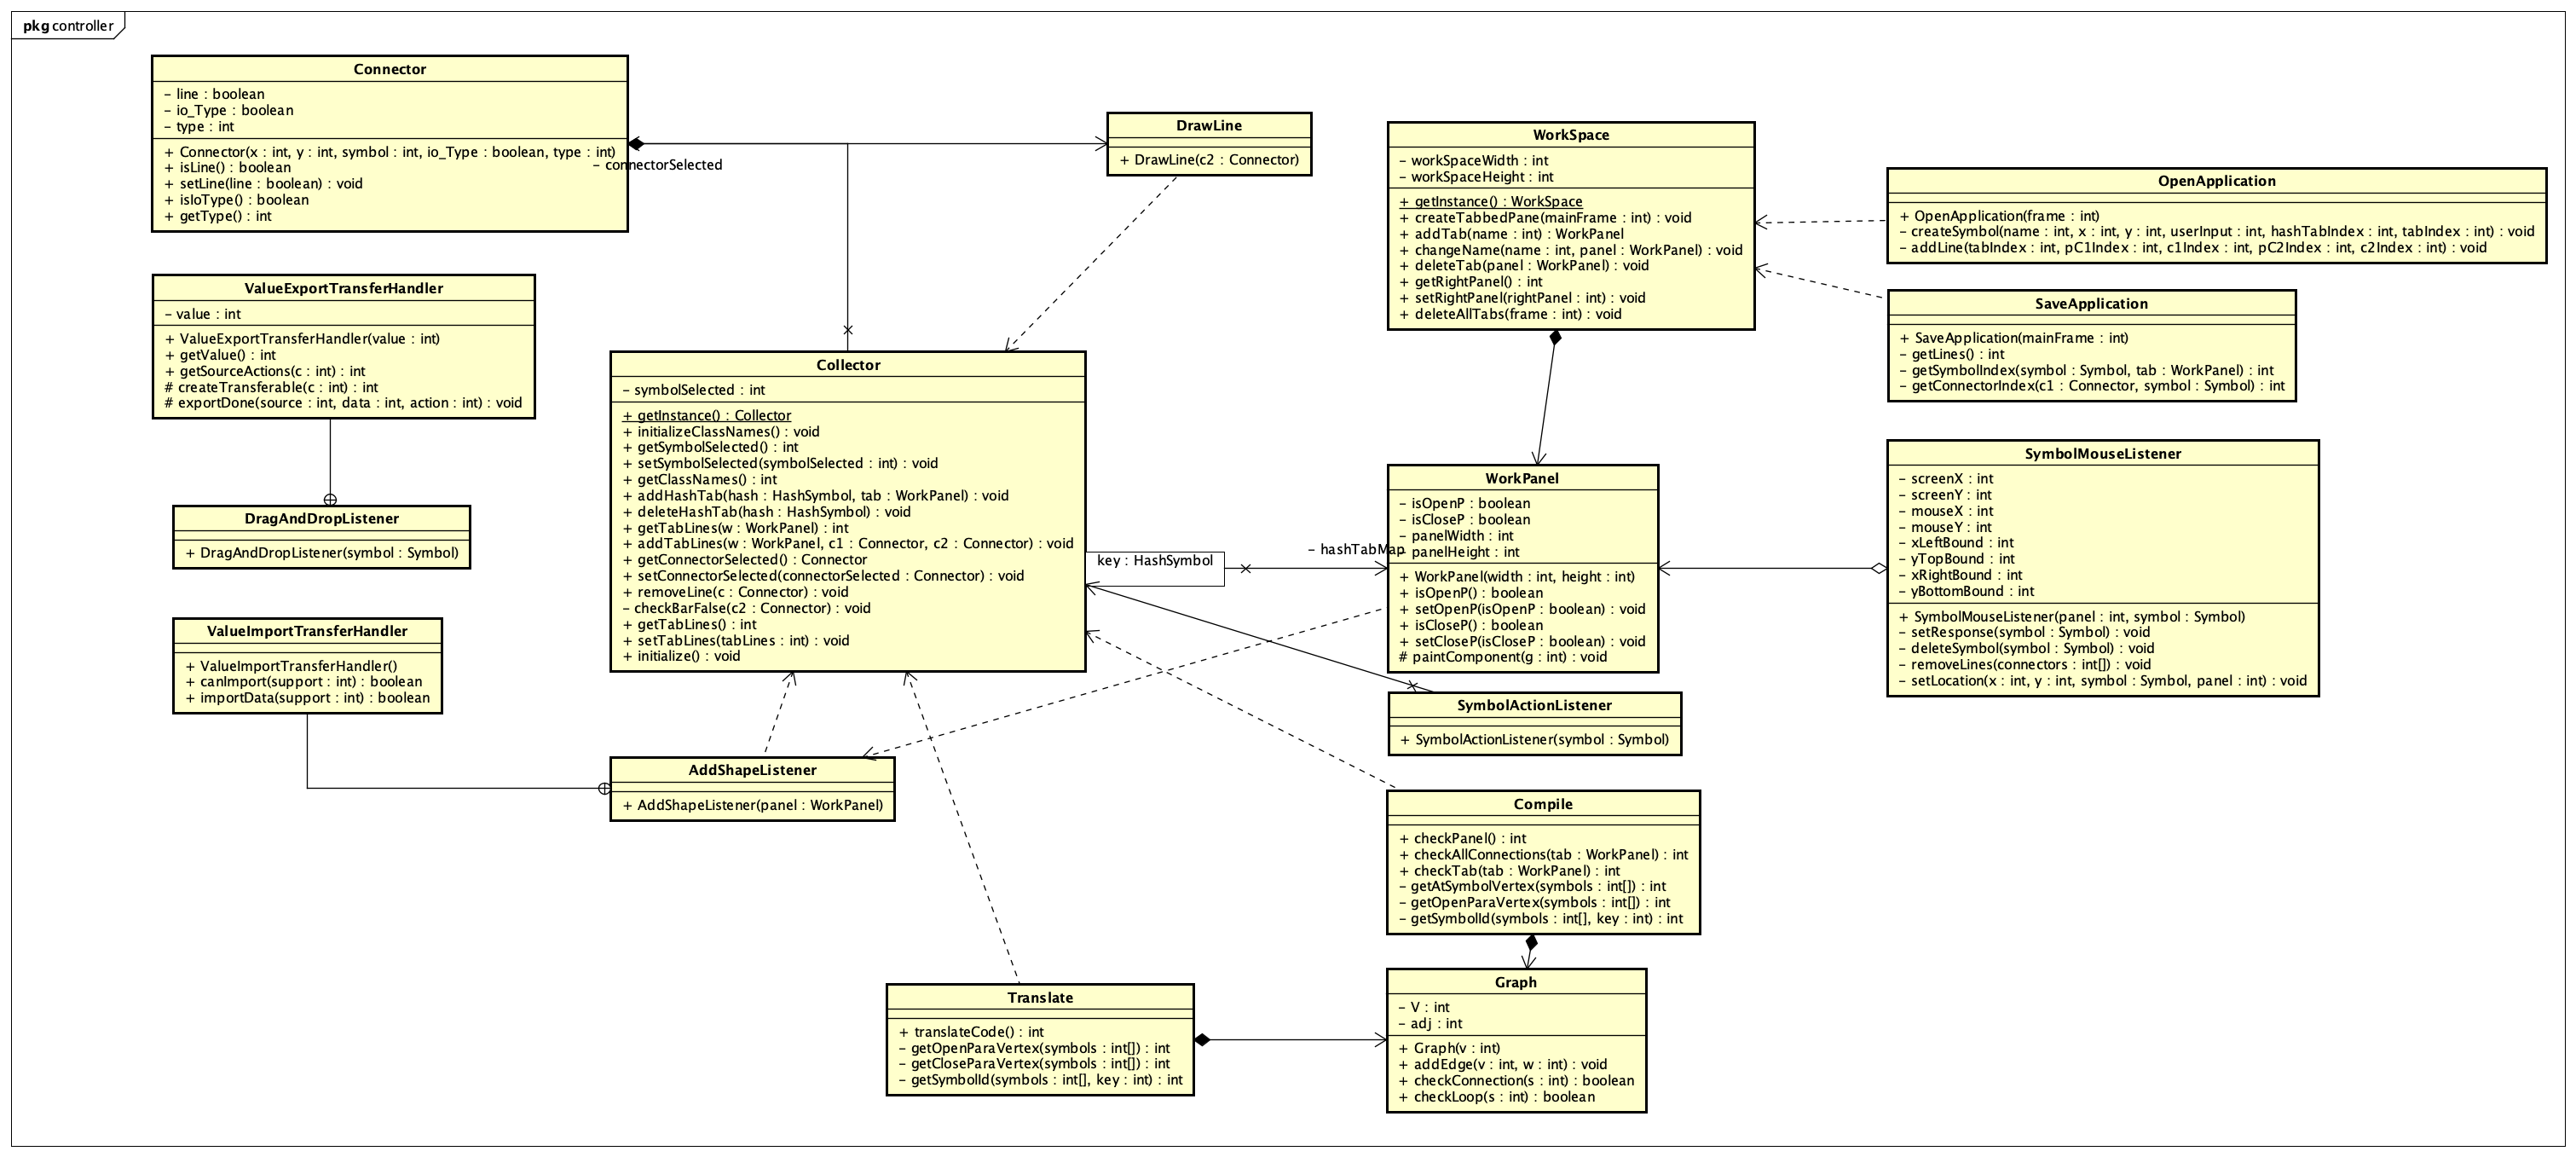 pkg controller
Connector
– line : boolean
– io_Type : boolean
– type : int
+ Connector(x : int, y : int, symbol : int, io_Type : boolean, type : int)
+ isLine() : boolean
+ setLine(line : boolean) : void
+ isIoType() : boolean
+ getType() : int
– connectorSelected
DrawLine
+ DrawLine(c2 : Connector)
WorkSpace
– workSpaceWidth : int
– workSpaceHeight : int
+ getInstance() : WorkSpace
+ createTabbedPane(mainFrame : int) : void
+ addTab(name : int) : WorkPanel
+ changeName(name : int, panel : WorkPanel) : void
+ deleteTab(panel : WorkPanel) : void
+ getRightPanel() : int
+ setRightPanel(rightPanel : int) : void
+ deleteAllTabs(frame : int) : void
OpenApplication
+ OpenApplication(frame : int)
– createSymbol(name : int, x : int, y : int, userInput : int, hashTabIndex : int, tabIndex : int) : void
– addLine(tabIndex : int, pC1Index : int, c1Index : int, pC2Index : int, c2Index : int) : void
ValueExportTransferHandler
– value : int
+ ValueExportTransferHandler(value : int)
+ getValue() : int
+ getSourceActions(c : int) : int
# createTransferable(c : int) : int
# exportDone(source : int, data : int, action : int) : void
SaveApplication
+ SaveApplication(mainFrame : int)
– getLines() : int
– getSymbolIndex(symbol : Symbol, tab : WorkPanel) : int
– getConnectorIndex(c1 : Connector, symbol : Symbol) : int
Collector
– symbolSelected : int
+ getInstance() : Collector
+ initializeClassNames() : void
+ getSymbolSelected() : int
+ setSymbolSelected(symbolSelected : int) : void
+ getClassNames() : int
+ addHashTab(hash : HashSymbol, tab : WorkPanel) : void
+ deleteHashTab(hash : HashSymbol) : void
+ getTabLines(w : WorkPanel) : int
+ addTabLines(w : WorkPanel, c1 : Connector, c2 : Connector) : void
+ getConnectorSelected() : Connector
+ setConnectorSelected(connectorSelected : Connector) : void
+ removeLine(c : Connector) : void
– checkBarFalse(c2 : Connector) : void
+ getTabLines() : int
+ setTabLines(tabLines : int) : void
+ initialize() : void
key : HashSymbol
– hashTabMap
WorkPanel
– isOpenP : boolean
– isCloseP : boolean
– panelWidth : int
– panelHeight : int
+ WorkPanel(width : int, height : int)
+ isOpenP() : boolean
+ setOpenP(isOpenP : boolean) : void
+ isCloseP() : boolean
+ setCloseP(isCloseP : boolean) : void
# paintComponent(g : int) : void
SymbolMouseListener
– screenX : int
– screenY : int
– mouseX : int
– mouseY : int
– xLeftBound : int
– yTopBound : int
– xRightBound : int
– yBottomBound : int
+ SymbolMouseListener(panel : int, symbol : Symbol)
– setResponse(symbol : Symbol) : void
– deleteSymbol(symbol : Symbol) : void
– removeLines(connectors : int[]) : void
– setLocation(x : int, y : int, symbol : Symbol, panel : int) : void
DragAndDropListener
+ DragAndDropListener(symbol : Symbol)
ValueImportTransferHandler
+ ValueImportTransferHandler()
+ canImport(support : int) : boolean
+ importData(support : int) : boolean
SymbolActionListener
+ SymbolActionListener(symbol : Symbol)
AddShapeListener
+ AddShapeListener(panel : WorkPanel)
Compile
+ checkPanel() : int
+ checkAllConnections(tab : WorkPanel) : int
+ checkTab(tab : WorkPanel) : int
– getAtSymbolVertex(symbols : int[]) : int
– getOpenParaVertex(symbols : int[]) : int
– getSymbolId(symbols : int[], key : int) : int
Translate
+ translateCode() : int
– getOpenParaVertex(symbols : int[]) : int
– getCloseParaVertex(symbols : int[]) : int
– getSymbolId(symbols : int[], key : int) : int
Graph
– V : int
– adj : int
+ Graph(v : int)
+ addEdge(v : int, w : int) : void
+ checkConnection(s : int) : boolean
+ checkLoop(s : int) : boolean